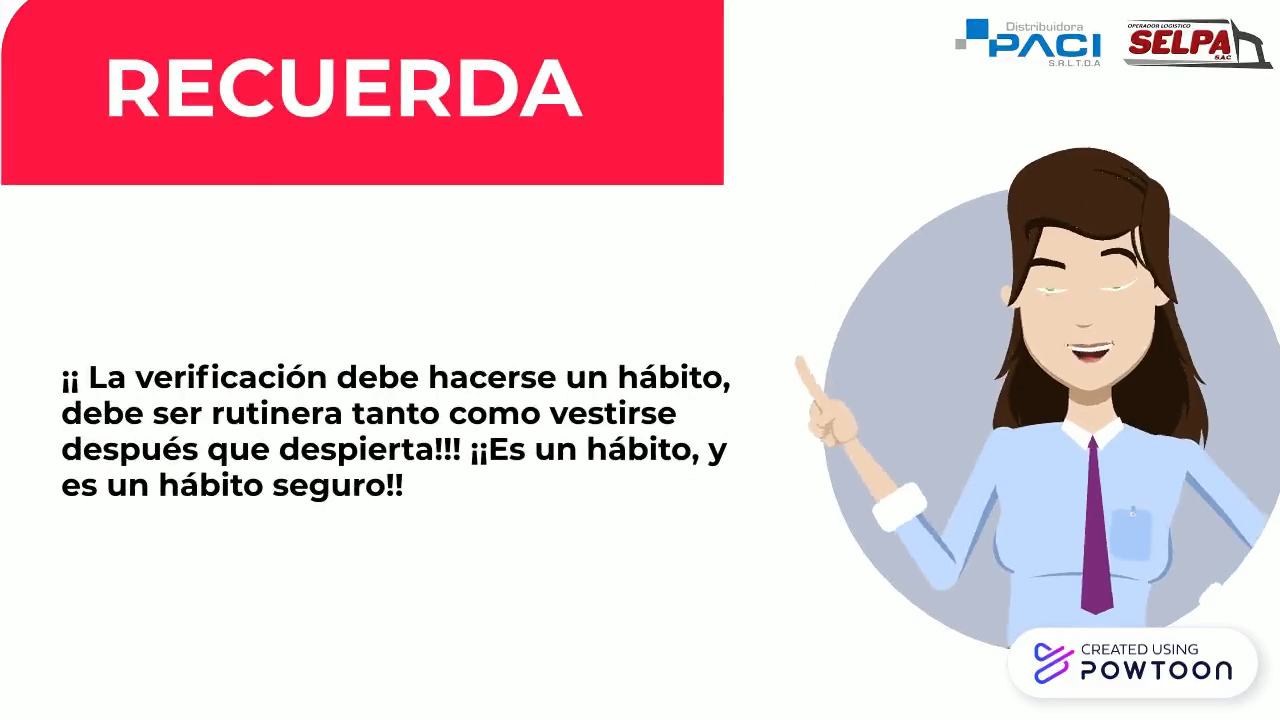 RECUERDA
Distribuidora
PACI
S.R.L.T.D.A
OPERADOR LOGISTICO
SELPA
S.A.C
¡¡ La verificación debe hacerse un hábito,
debe ser rutinera tanto como vestirse
después que despierta!!! ¡¡Es un hábito, y
es un hábito seguro!!
CREATED USING
POWTOON